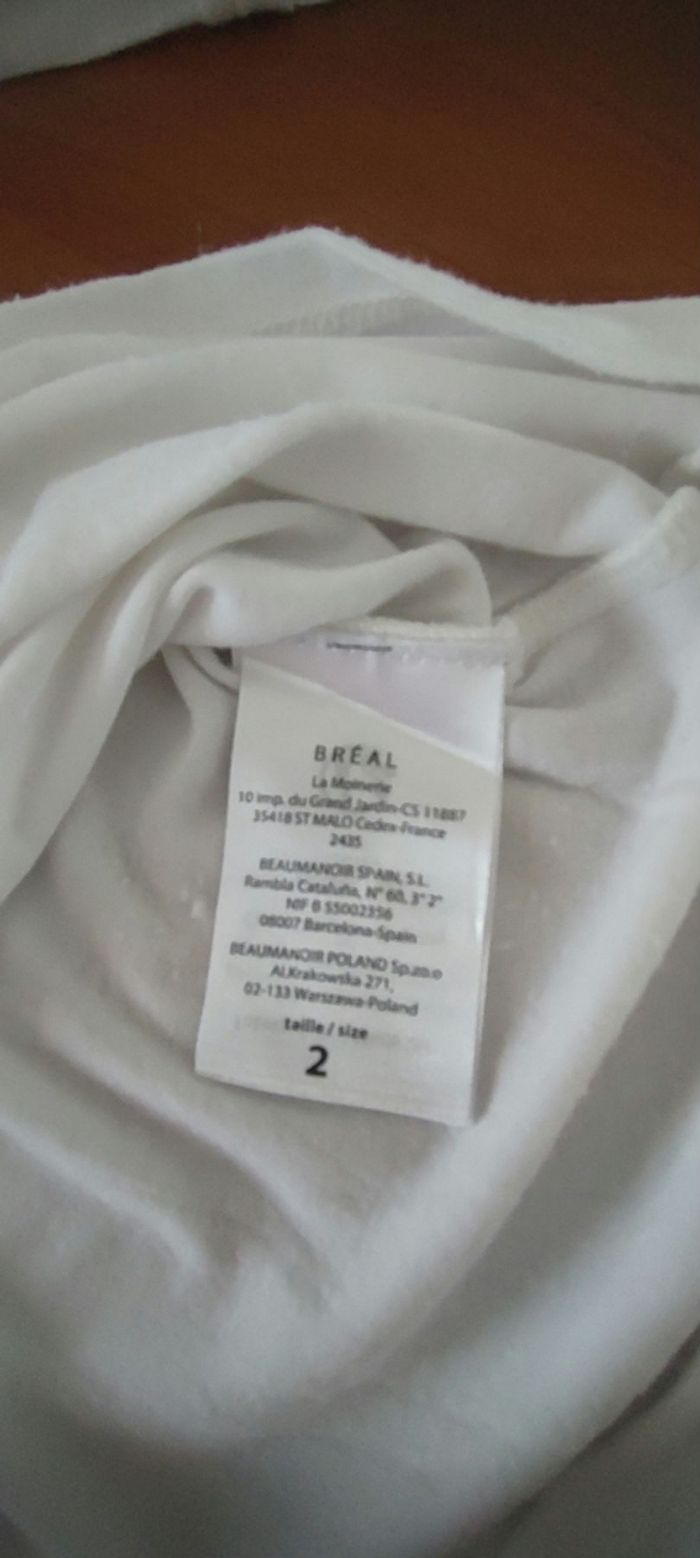 BRÉAL
La Moinerie
10 imp. du Grand Jardin-CS 11887
35418 ST MALO Cedex-France
2435
BEAUMANOIR SPAIN, S.L.
Rambla Cataluña, N° 60, 3° 2°
NIF B 55002356
08007 Barcelona-Spain
BEAUMANOIR POLAND Sp.zo.o
Al.Krakowska 271,
02-133 Warszawa-Poland
taille / size
2